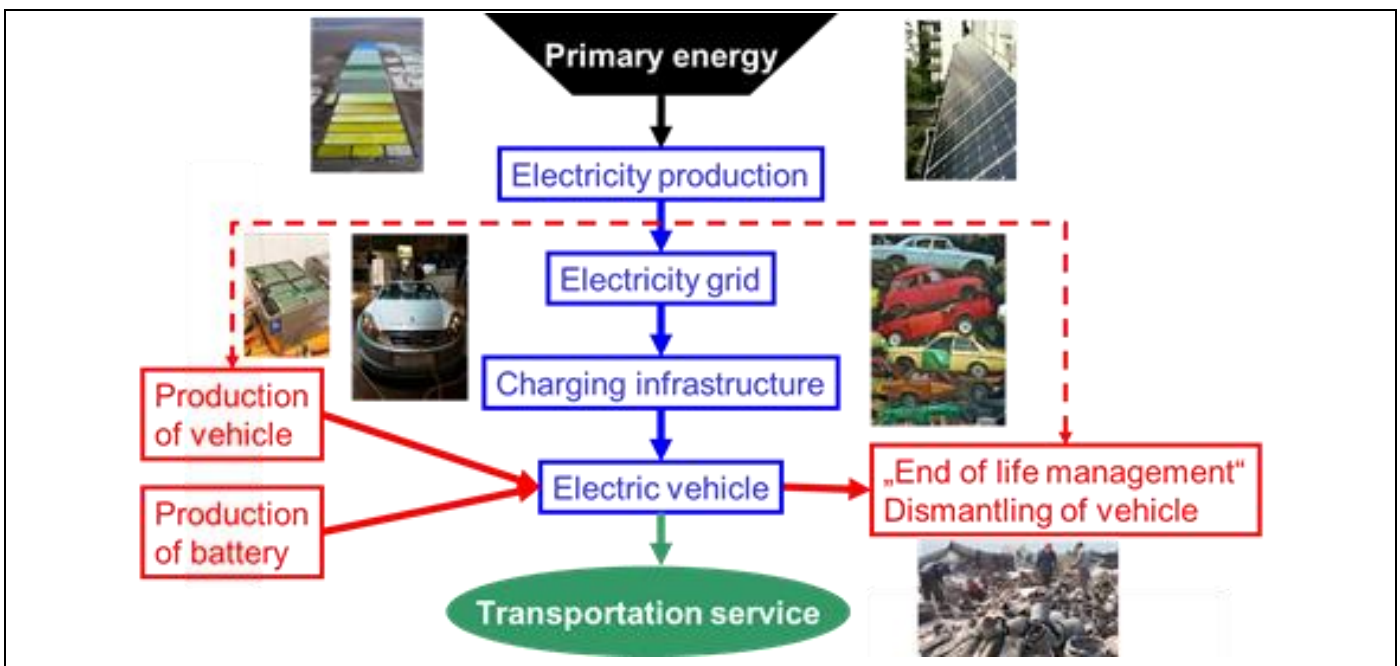 Primary energy
Electricity production
Electricity grid
Charging infrastructure
Production
of vehicle
Electric vehicle
„End of life management“
Dismantling of vehicle
Production
of battery
Transportation service